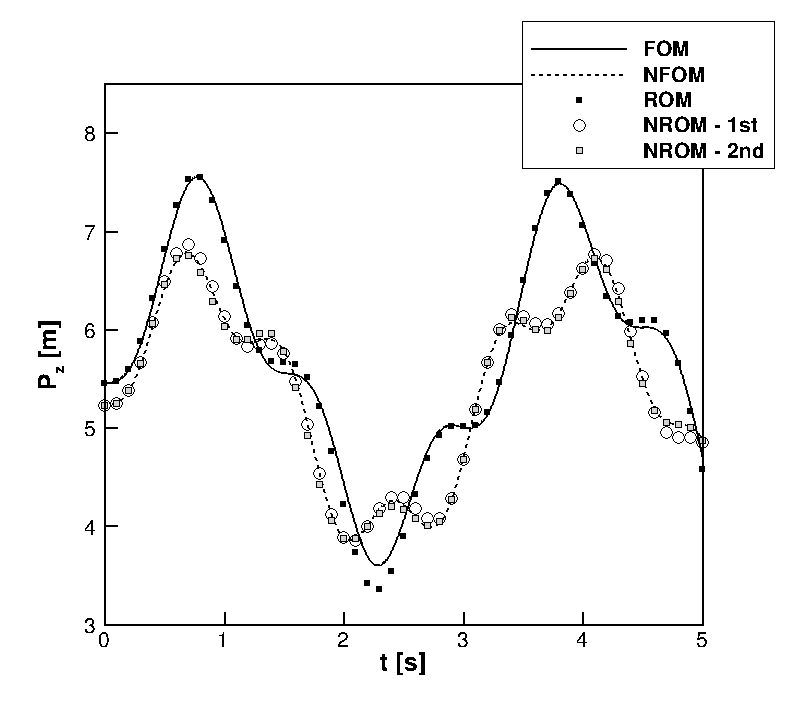 FOM
NFOM
ROM
NROM - 1st
NROM - 2nd
8
7
6
5
4
3
P_z [m]
0 1 2 3 4 5
t [s]